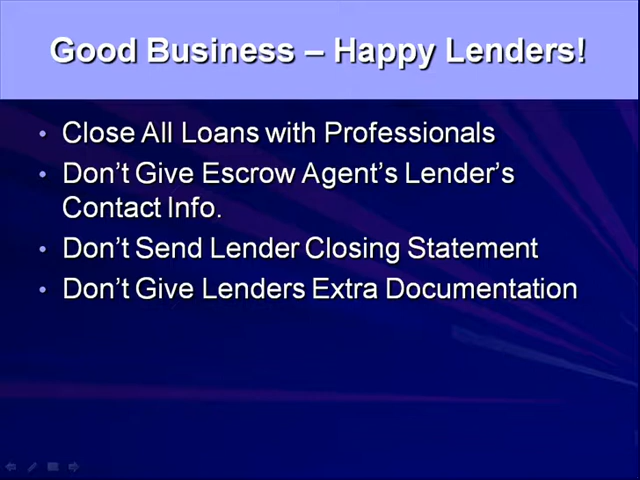 Good Business – Happy Lenders!
• Close All Loans with Professionals
• Don't Give Escrow Agent's Lender's
Contact Info.
• Don't Send Lender Closing Statement
• Don't Give Lenders Extra Documentation